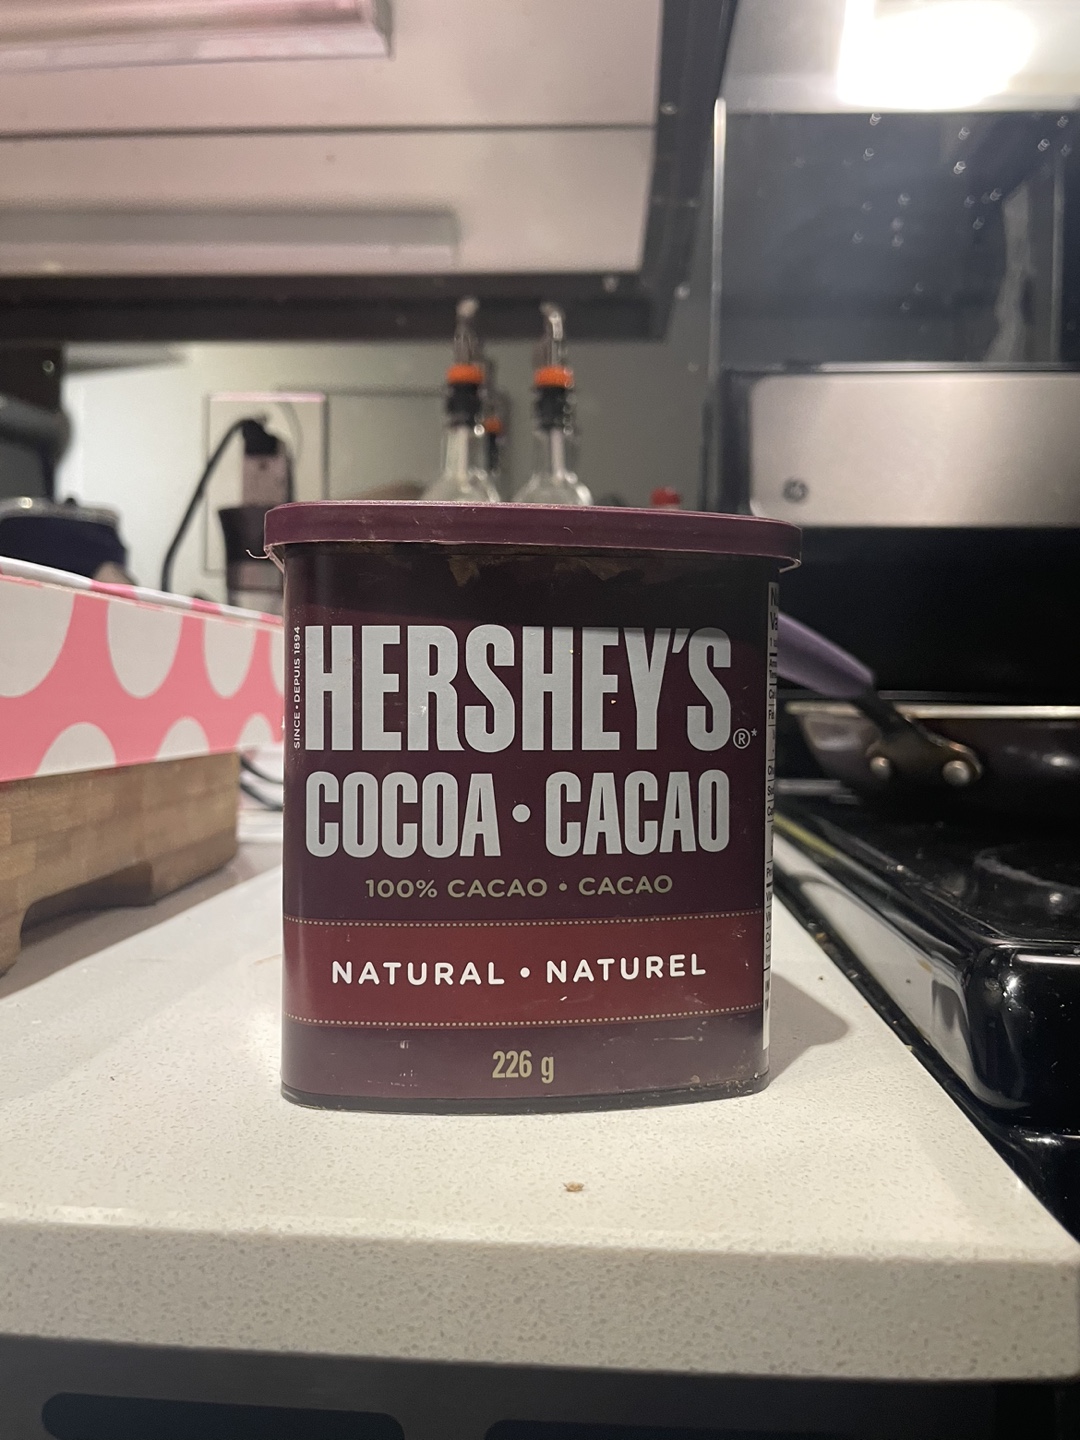 SINCE • DEPUIS 1894
HERSHEY'S®*
COCOA • CACAO
100% CACAO • CACAO
NATURAL • NATUREL
226 g